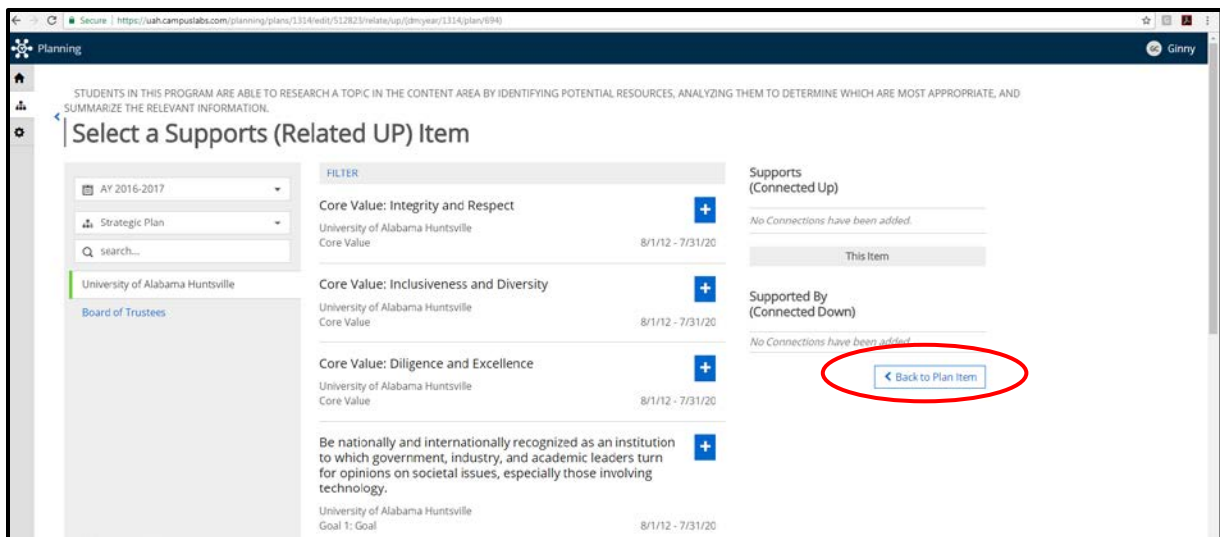 Secure | https://uah.campuslabs.com/planning/plans/1314/edit/512823/relate/up/(dm:year/1314/plan/694)
Planning
Ginny
STUDENTS IN THIS PROGRAM ARE ABLE TO RESEARCH A TOPIC IN THE CONTENT AREA BY IDENTIFYING POTENTIAL RESOURCES, ANALYZING THEM TO DETERMINE WHICH ARE MOST APPROPRIATE, AND
SUMMARIZE THE RELEVANT INFORMATION.
Select a Supports (Related UP) Item
AY 2016-2017
Strategic Plan
search...
University of Alabama Huntsville
Board of Trustees
FILTER
Core Value: Integrity and Respect
University of Alabama Huntsville
Core Value
8/1/12 - 7/31/20
Core Value: Inclusiveness and Diversity
University of Alabama Huntsville
Core Value
8/1/12 - 7/31/20
Core Value: Diligence and Excellence
University of Alabama Huntsville
Core Value
8/1/12 - 7/31/20
Be nationally and internationally recognized as an institution
to which government, industry, and academic leaders turn
for opinions on societal issues, especially those involving
technology.
University of Alabama Huntsville
Goal 1: Goal
8/1/12 - 7/31/20
Supports
(Connected Up)
No Connections have been added.
This Item
Supported By
(Connected Down)
No Connections have been added.
Back to Plan Item